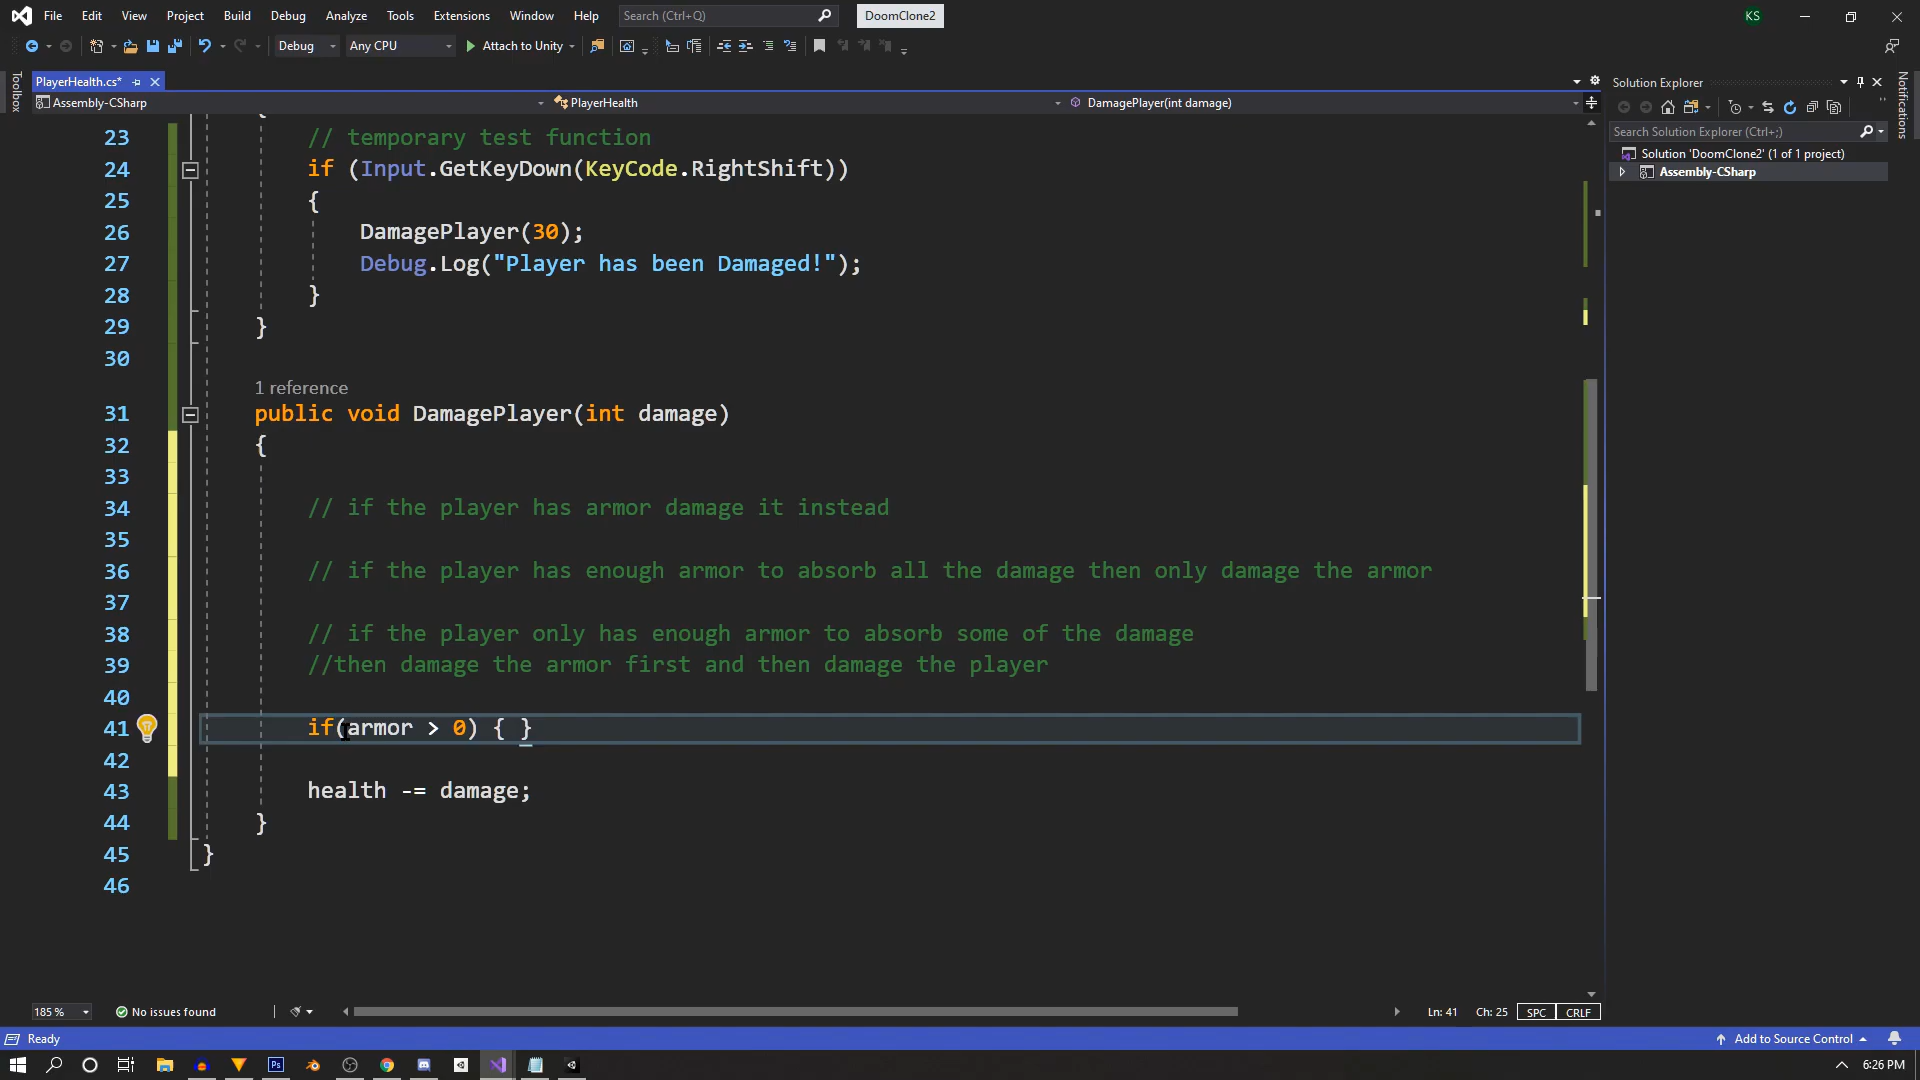 File Edit View Project Build Debug Analyze Tools Extensions Window Help Search (Ctrl+Q) DoomClone2 KS
Debug Any CPU Attach to Unity
Toolbox
PlayerHealth.cs*
Assembly-CSharp PlayerHealth DamagePlayer(int damage)
{
23 // temporary test function
24 if (Input.GetKeyDown(KeyCode.RightShift))
25 {
26 DamagePlayer(30);
27 Debug.Log("Player has been Damaged!");
28 }
29 }
30
1 reference
31 public void DamagePlayer(int damage)
32 {
33
34 // if the player has armor damage it instead
35
36 // if the player has enough armor to absorb all the damage then only damage the armor
37
38 // if the player only has enough armor to absorb some of the damage
39 //then damage the armor first and then damage the player
40
41 if(armor > 0) { }
42
43 health -= damage;
44 }
45 }
46
Solution Explorer
Search Solution Explorer (Ctrl+;)
Solution 'DoomClone2' (1 of 1 project)
Assembly-CSharp
Notifications
185 % No issues found Ln: 41 Ch: 25 SPC CRLF
Ready Add to Source Control
Ps 6:26 PM